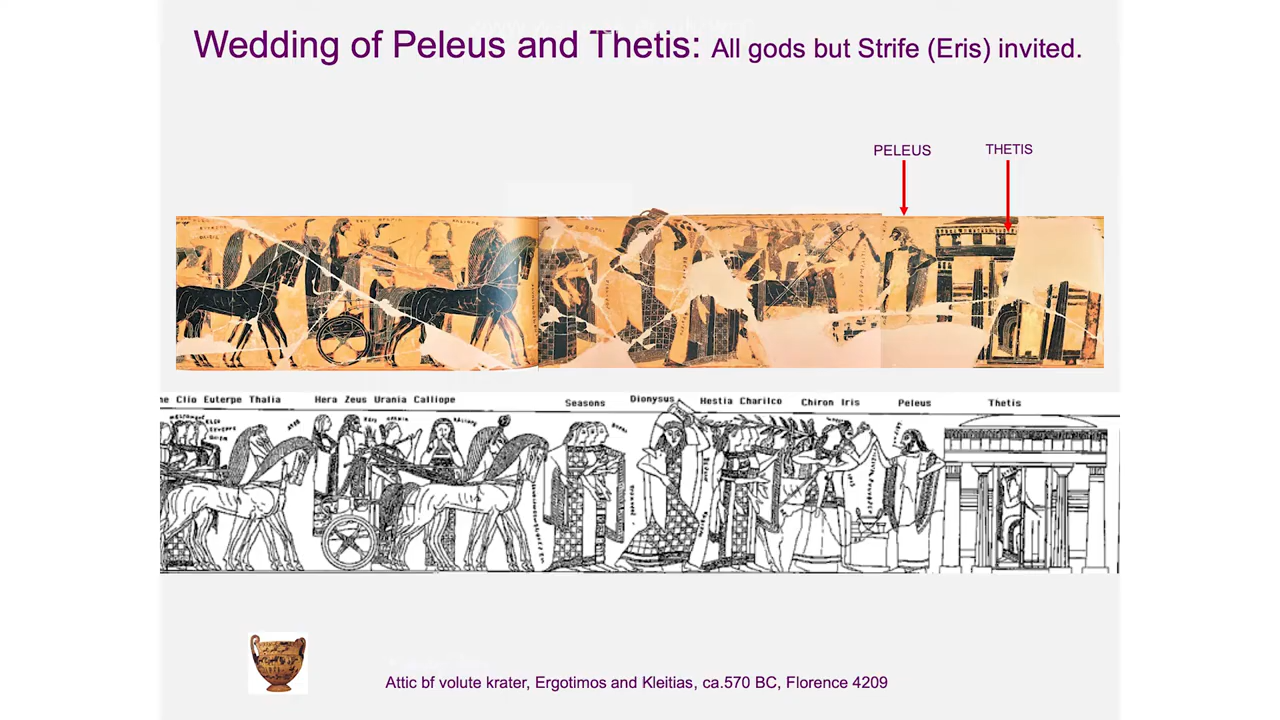 Wedding of Peleus and Thetis: All gods but Strife (Eris) invited.
PELEUS THETIS
Clio Euterpe Thalia Hera Zeus Urania Calliope Seasons Dionysus Hestia Charilco Chiron Iris Peleus Thetis
Attic bf volute krater, Ergotimos and Kleitias, ca.570 BC, Florence 4209